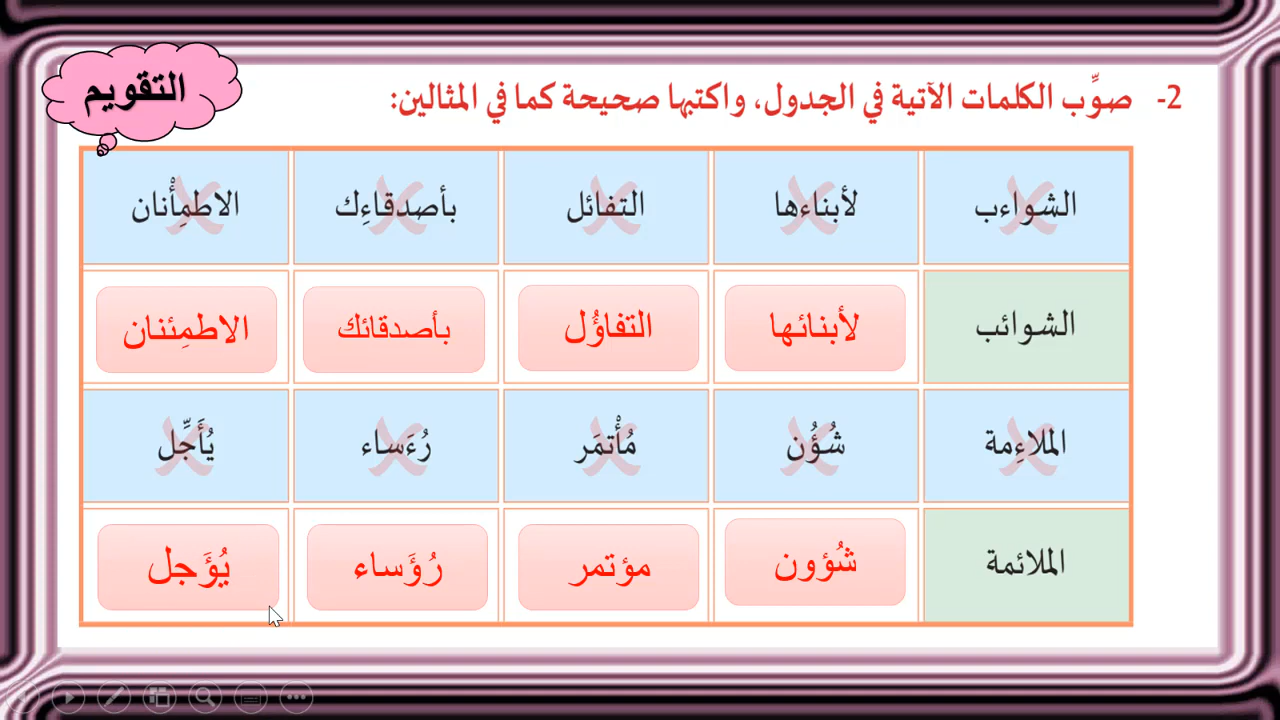 التقويم
2- صوِّب الكلمات الآتية في الجدول، واكتبها صحيحة كما في المثالين:
الشواءب لأبناءها التفائل بأصدقاءِك الاطمِأْنان
الشوائب لأبنائها التفاؤُل بأصدقائك الاطمِئنان
الملاءِمة شُؤُن مُأْتمَر رُءَساء يُأَجِّل
الملائمة شُؤون مؤتمر رُؤَساء يُؤَجل